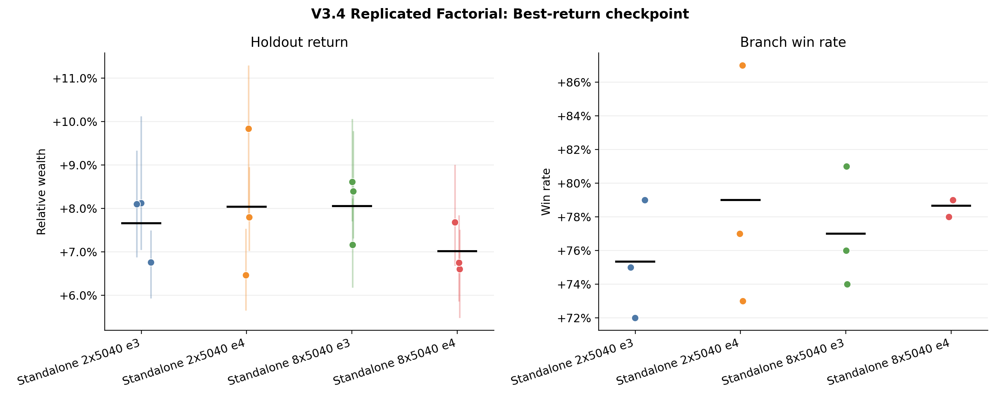 V3.4 Replicated Factorial: Best-return checkpoint
Holdout return
Relative wealth
+11.0%
+10.0%
+9.0%
+8.0%
+7.0%
+6.0%
Standalone 2x5040 e3
Standalone 2x5040 e4
Standalone 8x5040 e3
Standalone 8x5040 e4
Branch win rate
Win rate
+86%
+84%
+82%
+80%
+78%
+76%
+74%
+72%
Standalone 2x5040 e3
Standalone 2x5040 e4
Standalone 8x5040 e3
Standalone 8x5040 e4